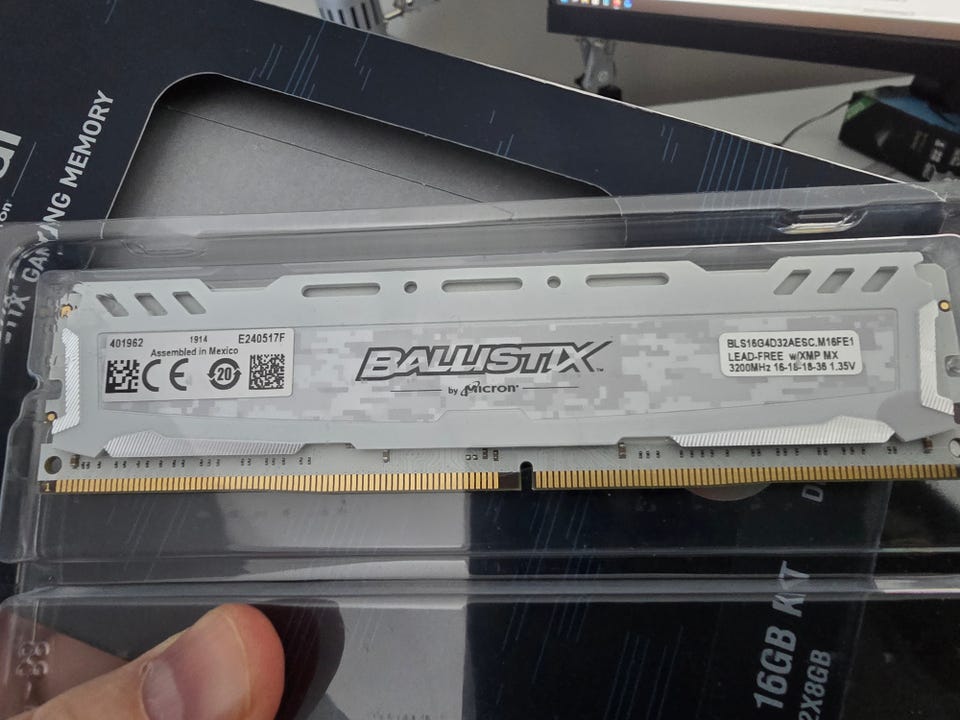 GAMING MEMORY
401962
1914
E240517F
Assembled in Mexico
CE
20
BALLISTIX™
by Micron
BLS16G4D32AESC.M16FE1
LEAD-FREE w/XMP MX
3200MHz 16-18-18-36 1.35V
16GB KIT
2X8GB